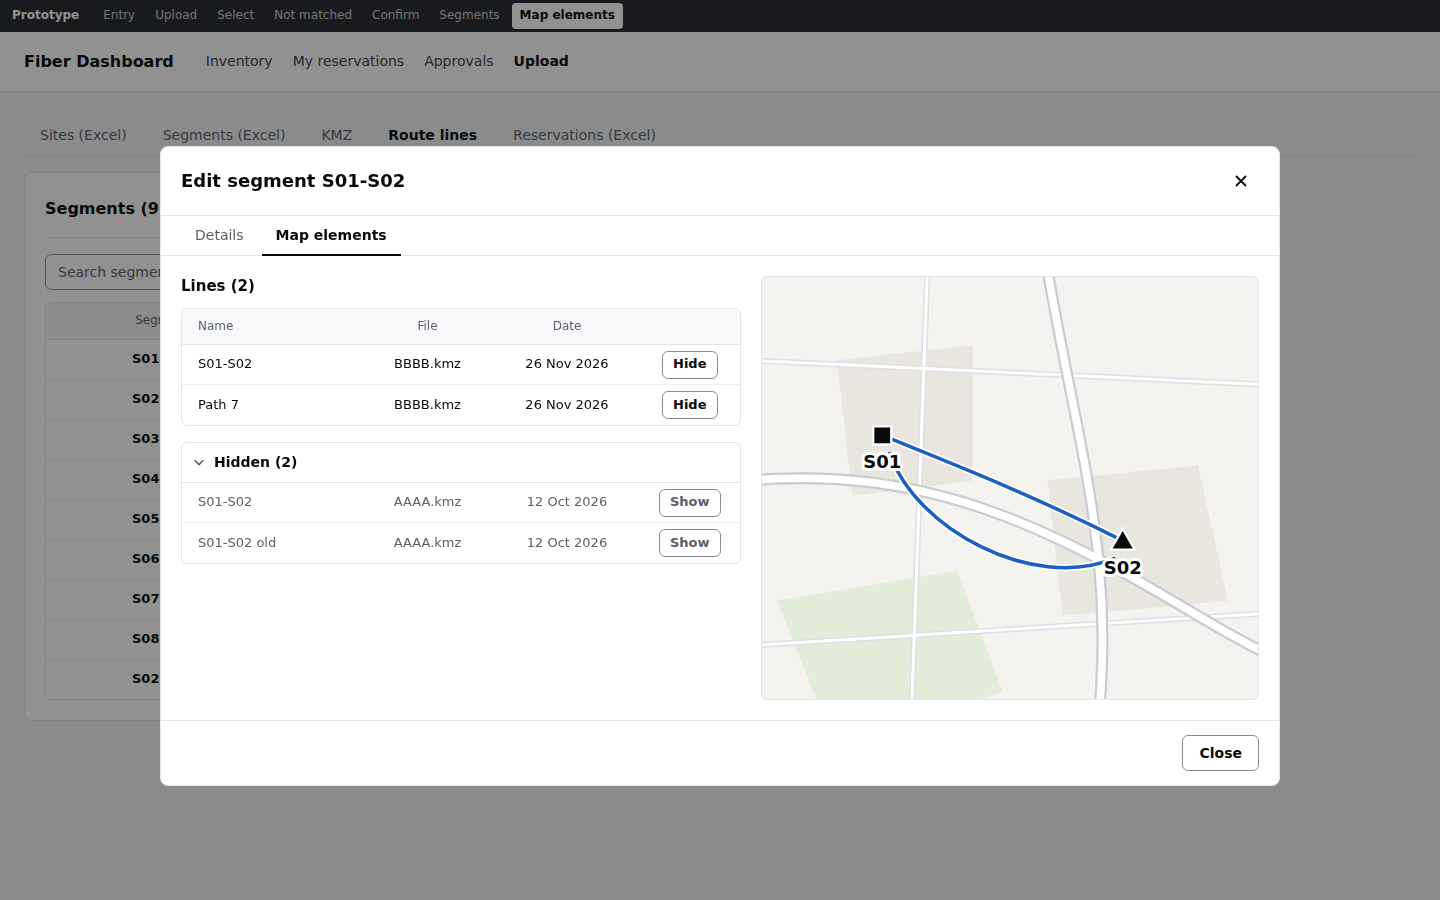 Prototype Entry Upload Select Not matched Confirm Segments Map elements
Fiber Dashboard Inventory My reservations Approvals Upload
Sites (Excel) Segments (Excel) KMZ Route lines Reservations (Excel)
Segments (9
Search segmen
Segr
S01
S02
S03
S04
S05
S06
S07
S08
S02
Edit segment S01-S02
Details Map elements
Lines (2)
Name File Date
S01-S02 BBBB.kmz 26 Nov 2026 Hide
Path 7 BBBB.kmz 26 Nov 2026 Hide
Hidden (2)
S01-S02 AAAA.kmz 12 Oct 2026 Show
S01-S02 old AAAA.kmz 12 Oct 2026 Show
S01
S02
Close